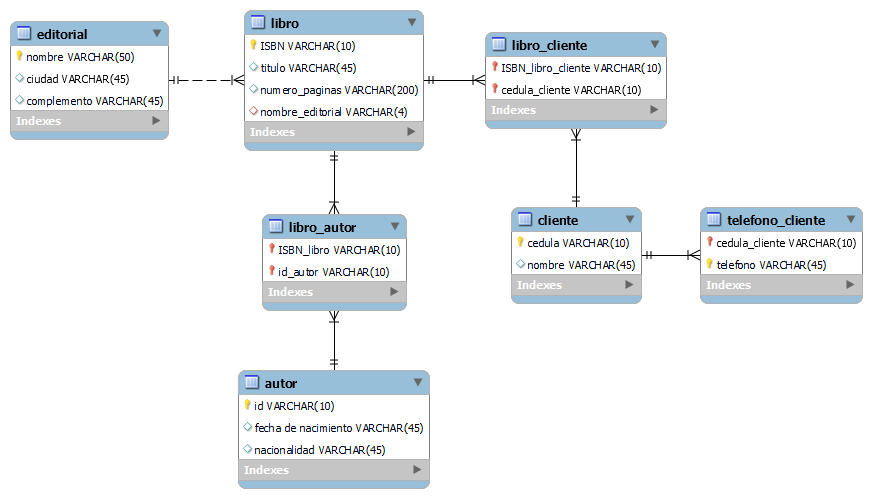 editorial
nombre VARCHAR(50)
ciudad VARCHAR(45)
complemento VARCHAR(45)
Indexes
libro
ISBN VARCHAR(10)
titulo VARCHAR(45)
numero_paginas VARCHAR(200)
nombre_editorial VARCHAR(4)
Indexes
libro_cliente
ISBN_libro_cliente VARCHAR(10)
cedula_cliente VARCHAR(10)
Indexes
libro_autor
ISBN_libro VARCHAR(10)
id_autor VARCHAR(10)
Indexes
cliente
cedula VARCHAR(10)
nombre VARCHAR(45)
Indexes
telefono_cliente
cedula_cliente VARCHAR(10)
telefono VARCHAR(45)
Indexes
autor
id VARCHAR(10)
fecha de nacimiento VARCHAR(45)
nacionalidad VARCHAR(45)
Indexes